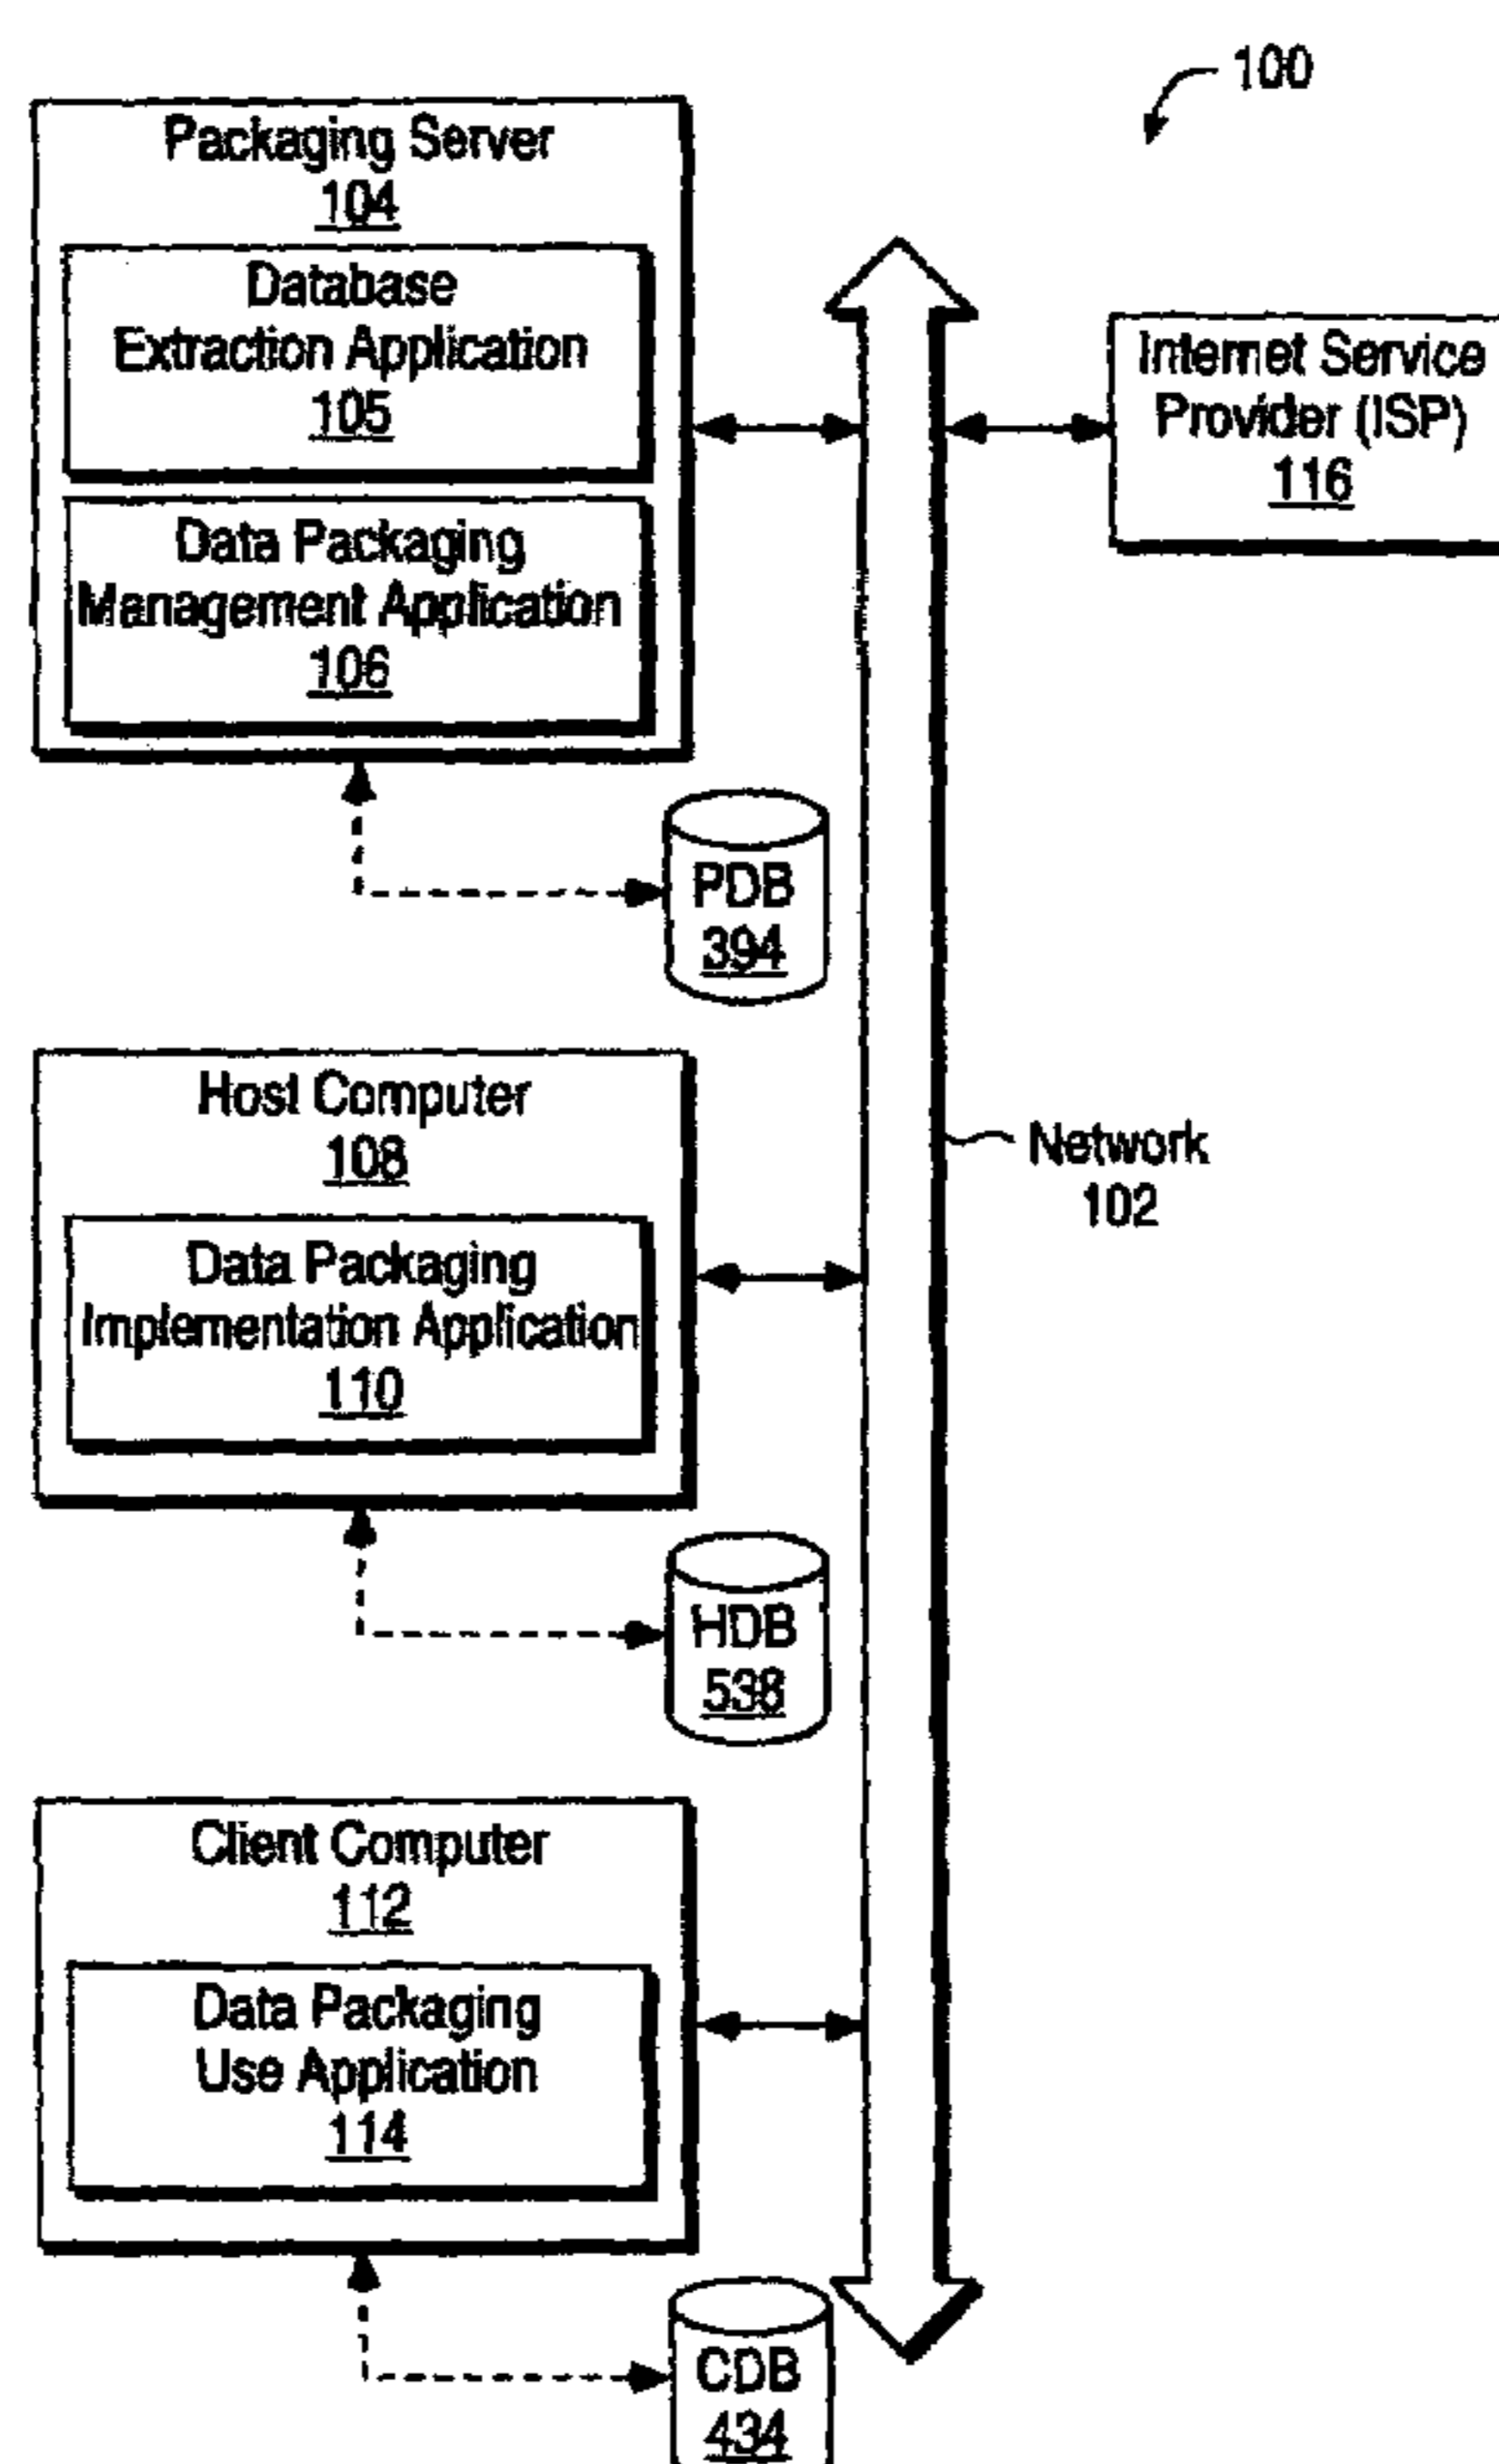 100
Packaging Server
104
Database
Extraction Application
105
Data Packaging
Management Application
106
Internet Service
Provider (ISP)
116
PDB
394
Host Computer
108
Data Packaging
Implementation Application
110
Network
102
HDB
538
Client Computer
112
Data Packaging
Use Application
114
CDB
434